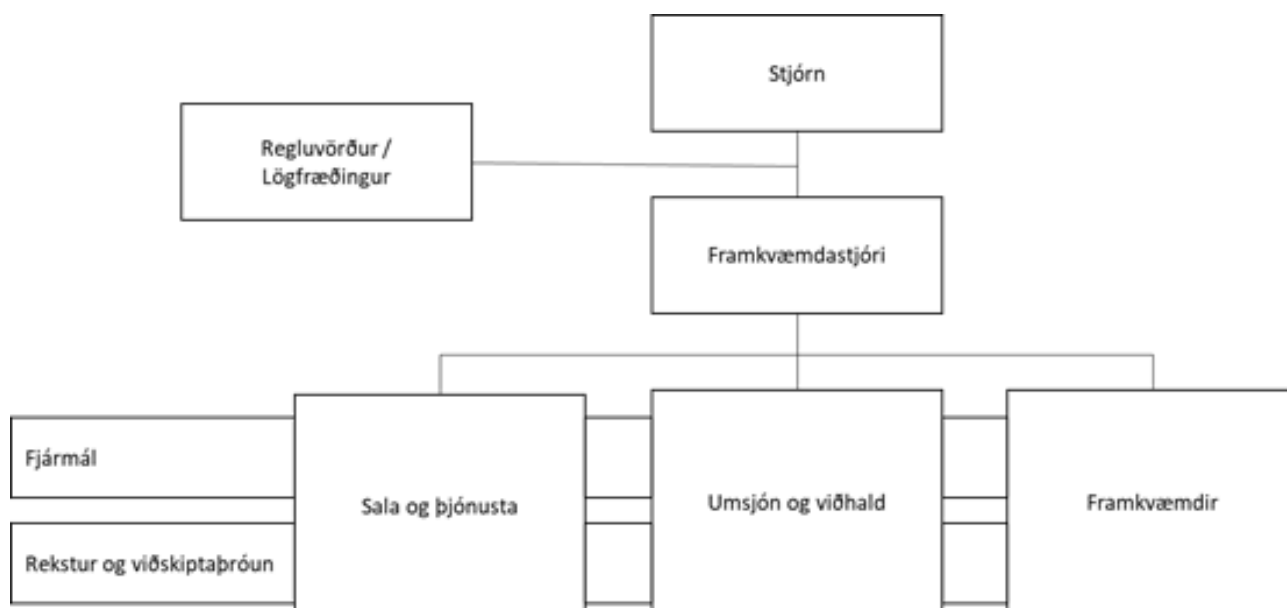 Stjórn
Regluvörður /
Lögfræðingur
Framkvæmdastjóri
Fjármál
Sala og þjónusta
Umsjón og viðhald
Framkvæmdir
Rekstur og viðskiptaþróun